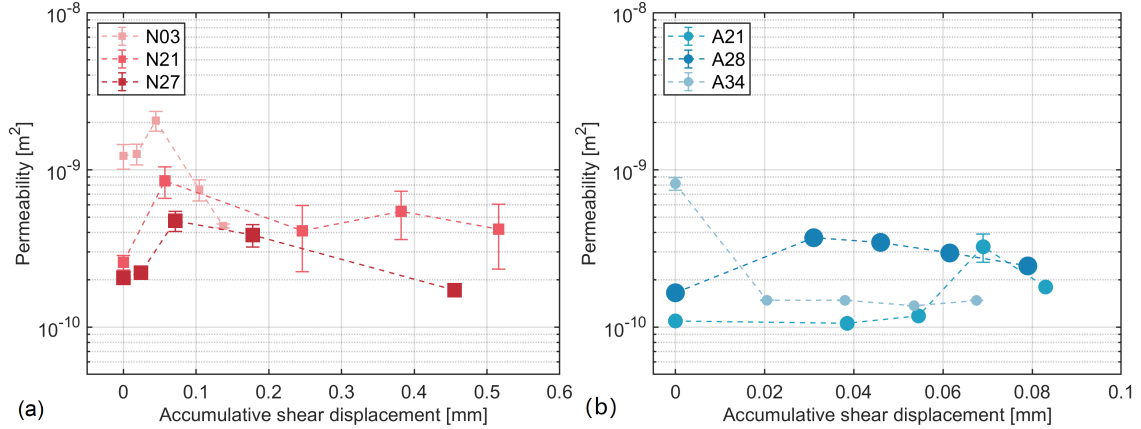 10^-8
10^-9
10^-10
Permeability [m^2]
N03
N21
N27
0
0.1
0.2
0.3
0.4
0.5
0.6
(a)
Accumulative shear displacement [mm]
10^-8
10^-9
10^-10
Permeability [m^2]
A21
A28
A34
0
0.02
0.04
0.06
0.08
0.1
(b)
Accumulative shear displacement [mm]